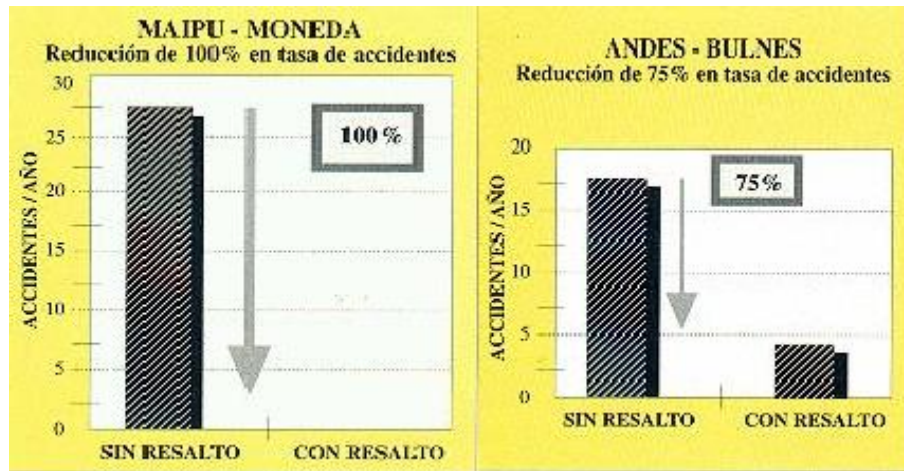 MAIPU - MONEDA
Reducción de 100% en tasa de accidentes
30
25
20
15
10
5
0
ACCIDENTES / AÑO
100%
SIN RESALTO
CON RESALTO
ANDES - BULNES
Reducción de 75% en tasa de accidentes
20
15
10
5
0
ACCIDENTES / AÑO
75%
SIN RESALTO
CON RESALTO